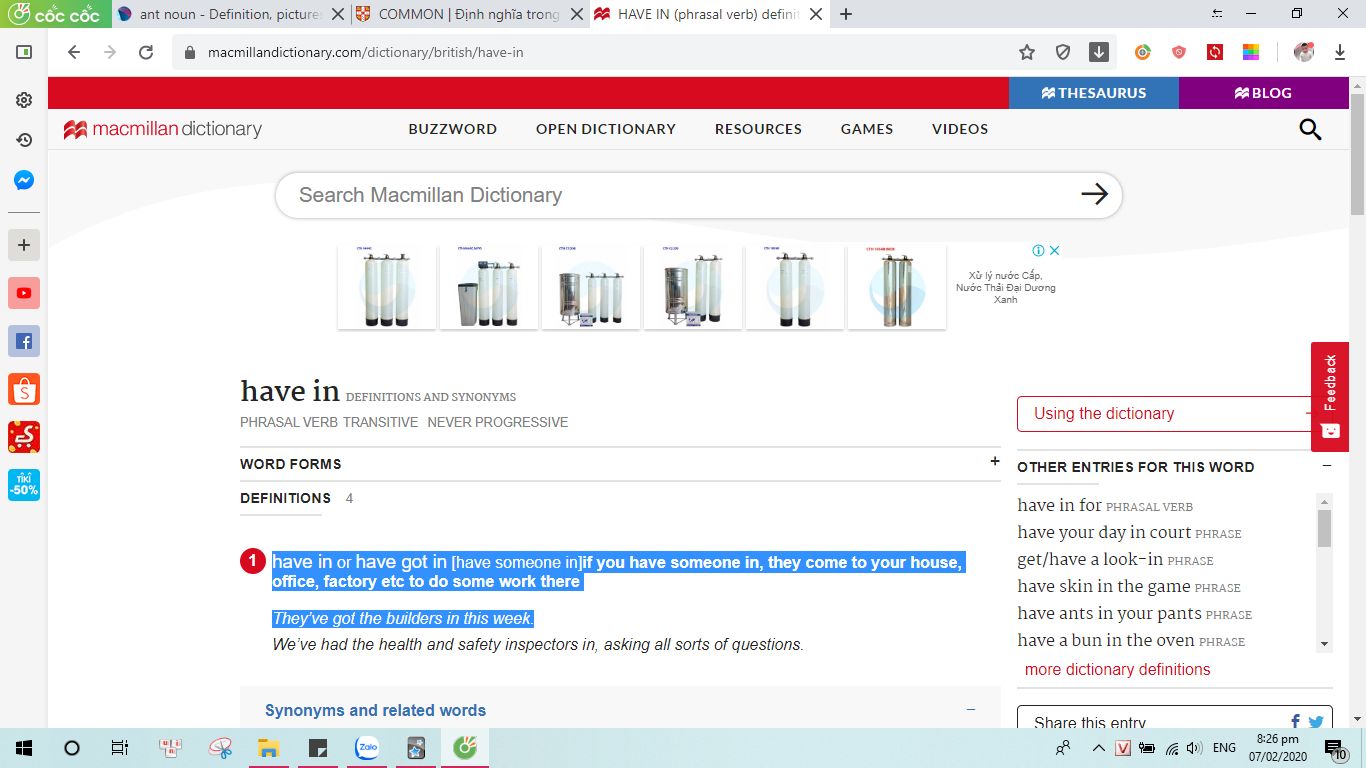 cốc cốc
ant noun - Definition, picture
COMMON | Định nghĩa trong
HAVE IN (phrasal verb) definit
macmillandictionary.com/dictionary/british/have-in
THESAURUS
BLOG
macmillan dictionary
BUZZWORD
OPEN DICTIONARY
RESOURCES
GAMES
VIDEOS
Search Macmillan Dictionary
Xử lý nước Cấp,
Nước Thải Đại Dương
Xanh
have in DEFINITIONS AND SYNONYMS
PHRASAL VERB TRANSITIVE NEVER PROGRESSIVE
WORD FORMS +
DEFINITIONS 4
1 have in or have got in [have someone in]if you have someone in, they come to your house,
office, factory etc to do some work there
They've got the builders in this week.
We've had the health and safety inspectors in, asking all sorts of questions.
Synonyms and related words −
Feedback
Using the dictionary
OTHER ENTRIES FOR THIS WORD −
have in for PHRASAL VERB
have your day in court PHRASE
get/have a look-in PHRASE
have skin in the game PHRASE
have ants in your pants PHRASE
have a bun in the oven PHRASE
more dictionary definitions
Share this entry
TIKI
-50%
Zalo
V
ENG
8:26 pm
07/02/2020
10